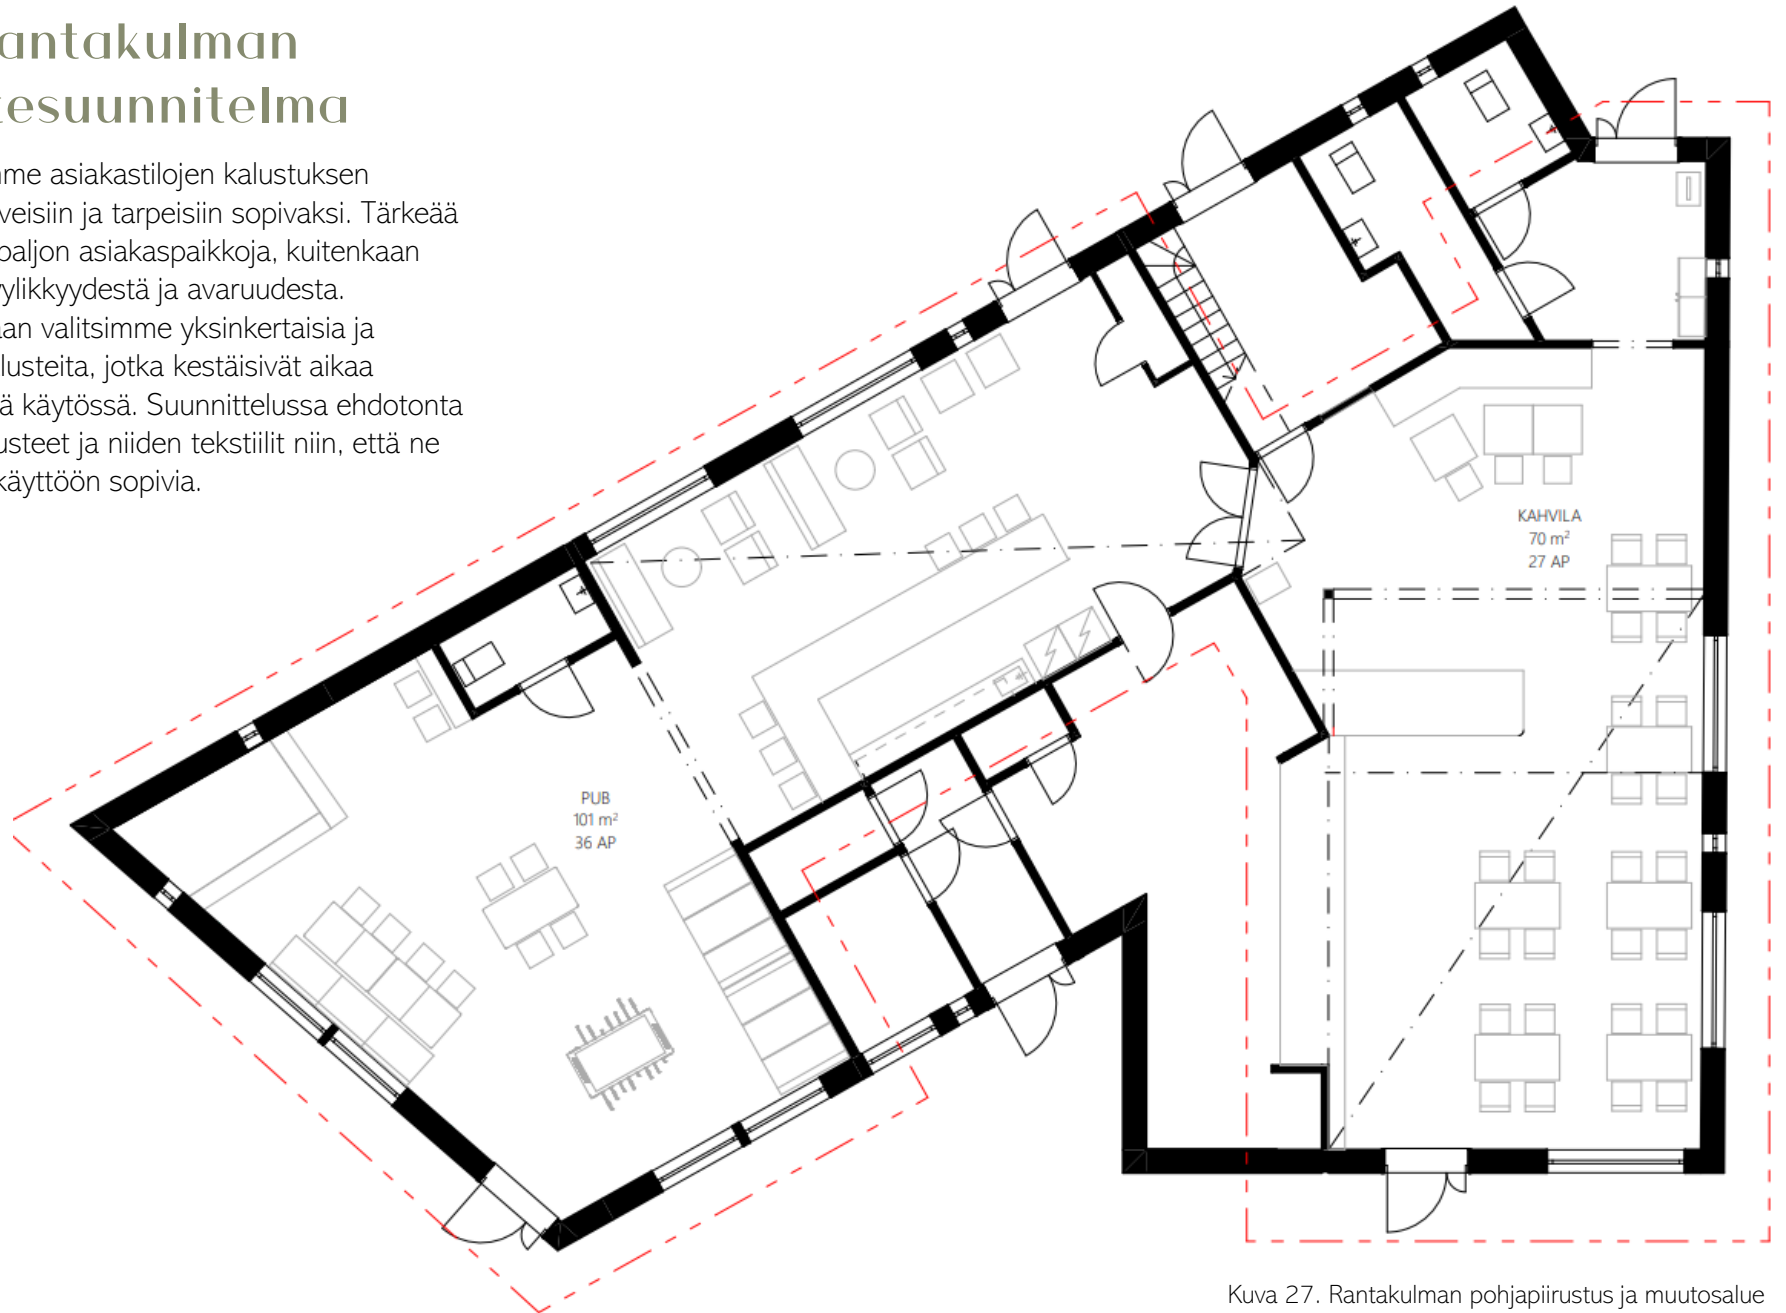 antakulman
esuunnitelma
me asiakastilojen kalustuksen
veisiin ja tarpeisiin sopivaksi. Tärkeää
paljon asiakaspaikkoja, kuitenkaan
ylikkyydestä ja avaruudesta.
aan valitsimme yksinkertaisia ja
lusteita, jotka kestäisivät aikaa
ä käytössä. Suunnittelussa ehdotonta
usteet ja niiden tekstiilit niin, että ne
käyttöön sopivia.
KAHVILA
70 m²
27 AP
PUB
101 m²
36 AP
Kuva 27. Rantakulman pohjapiirustus ja muutosalue